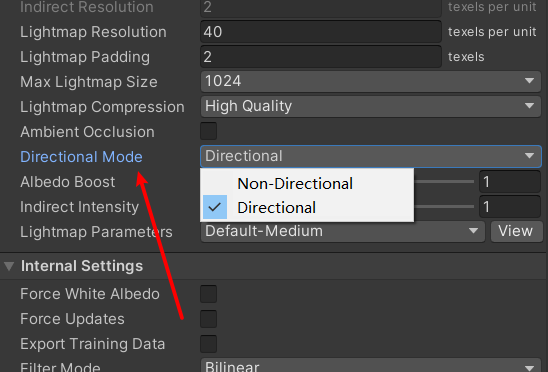 Indirect Resolution 2 texels per unit
Lightmap Resolution 40 texels per unit
Lightmap Padding 2 texels
Max Lightmap Size 1024
Lightmap Compression High Quality
Ambient Occlusion
Directional Mode Directional
Non-Directional
Albedo Boost 1
Directional
Indirect Intensity 1
Lightmap Parameters Default-Medium View
Internal Settings
Force White Albedo
Force Updates
Export Training Data
Filter Mode Bilinear